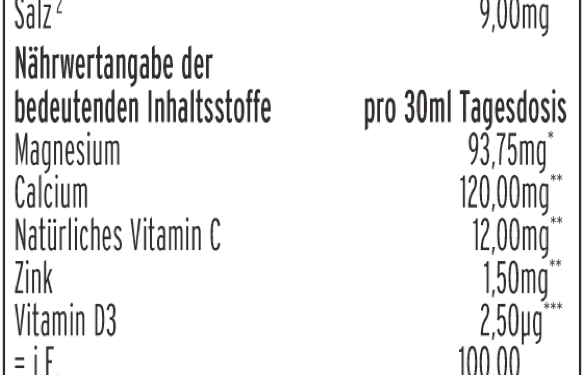 Salz² 9,00mg
Nährwertangabe der
bedeutenden Inhaltsstoffe pro 30ml Tagesdosis
Magnesium 93,75mg*
Calcium 120,00mg**
Natürliches Vitamin C 12,00mg**
Zink 1,50mg**
Vitamin D3 2,50µg***
= i.E. 100,00